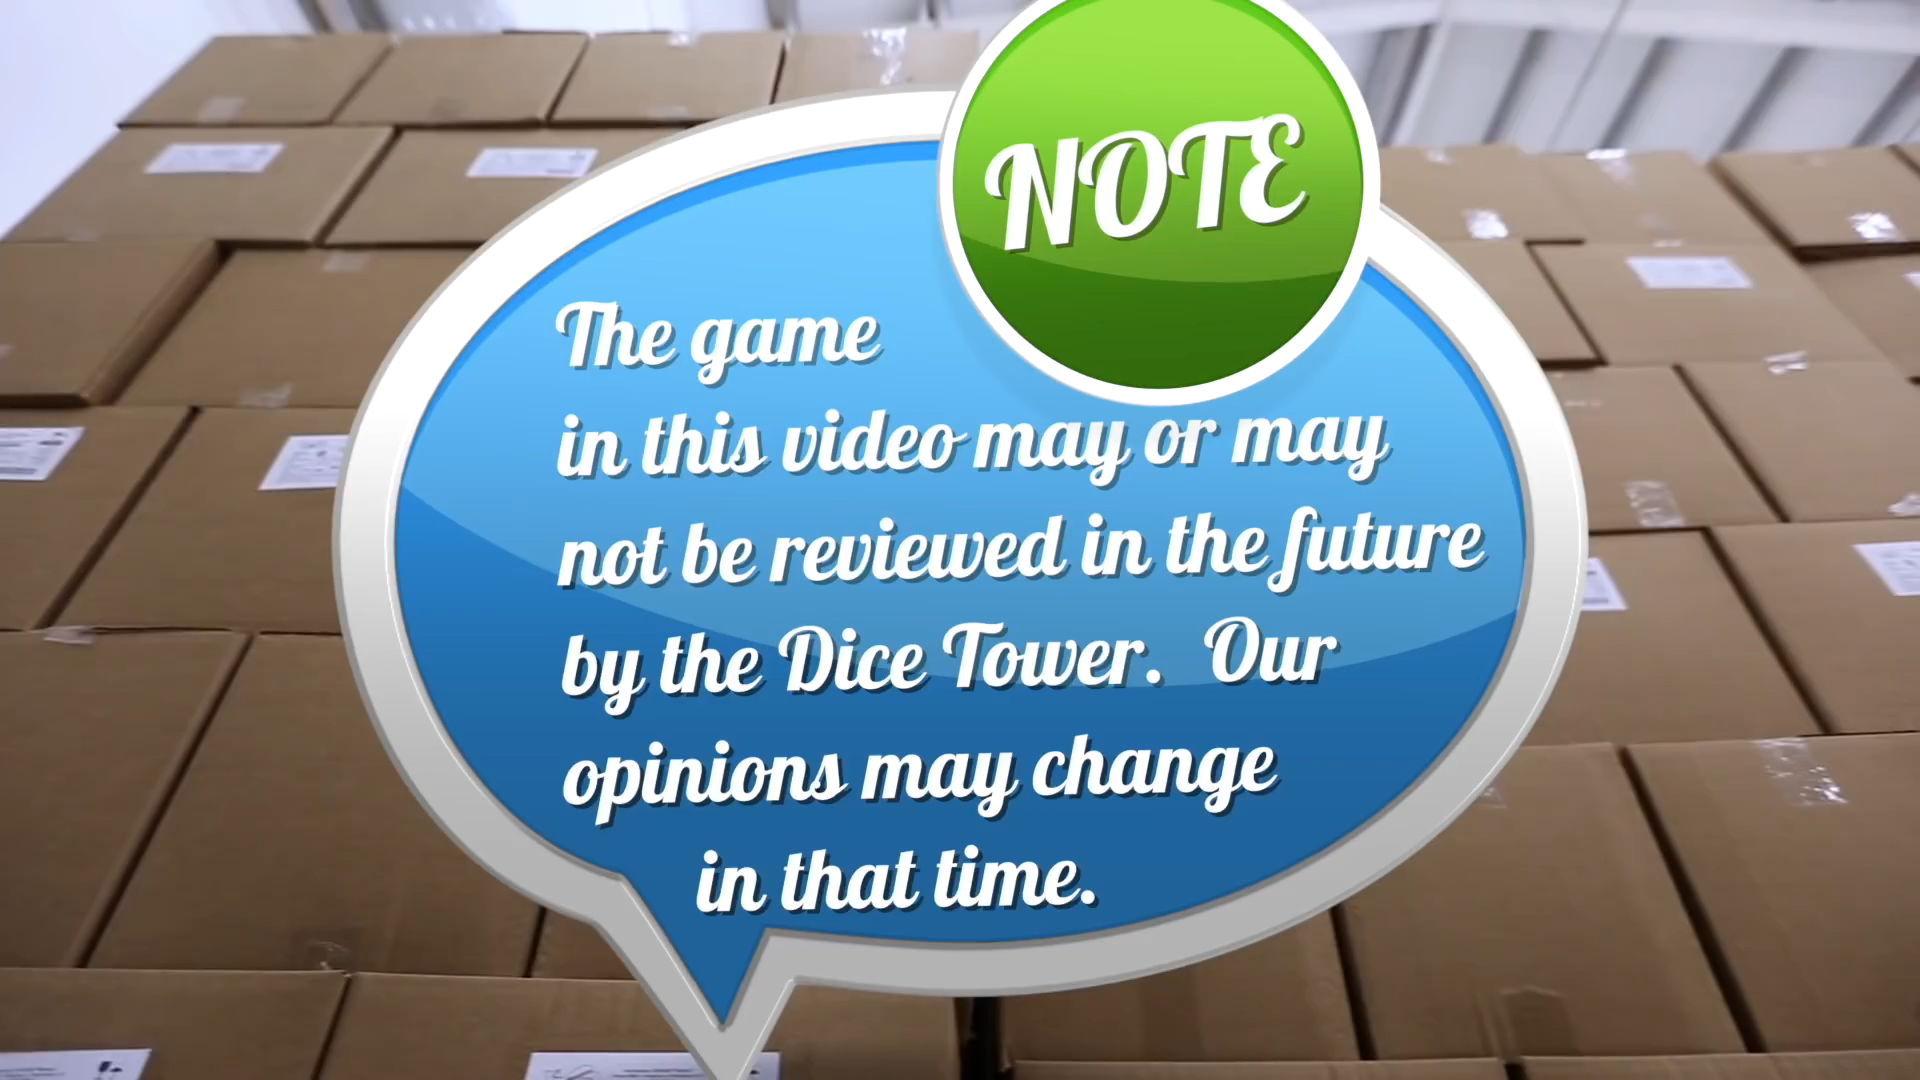 NOTE
The game
in this video may or may
not be reviewed in the future
by the Dice Tower. Our
opinions may change
in that time.